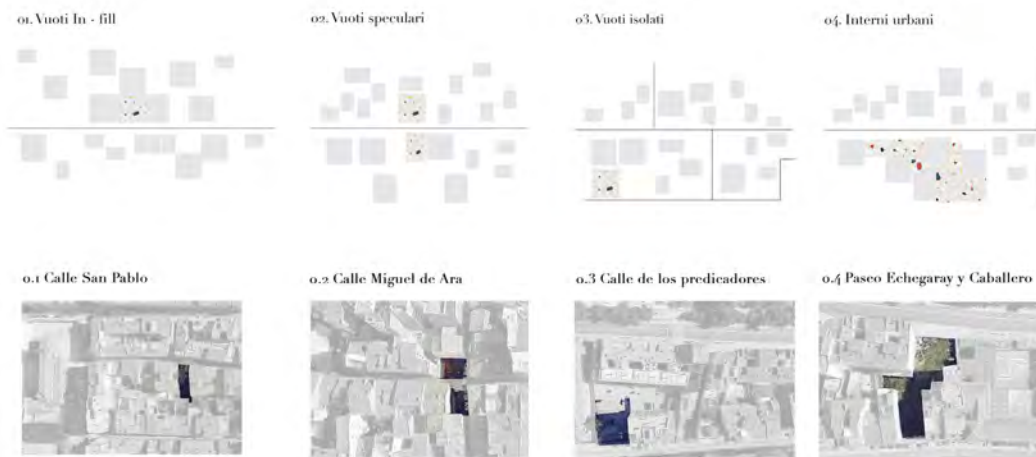 01. Vuoti In - fill
02. Vuoti speculari
03. Vuoti isolati
04. Interni urbani
0.1 Calle San Pablo
0.2 Calle Miguel de Ara
0.3 Calle de los predicadores
0.4 Paseo Echegaray y Caballero